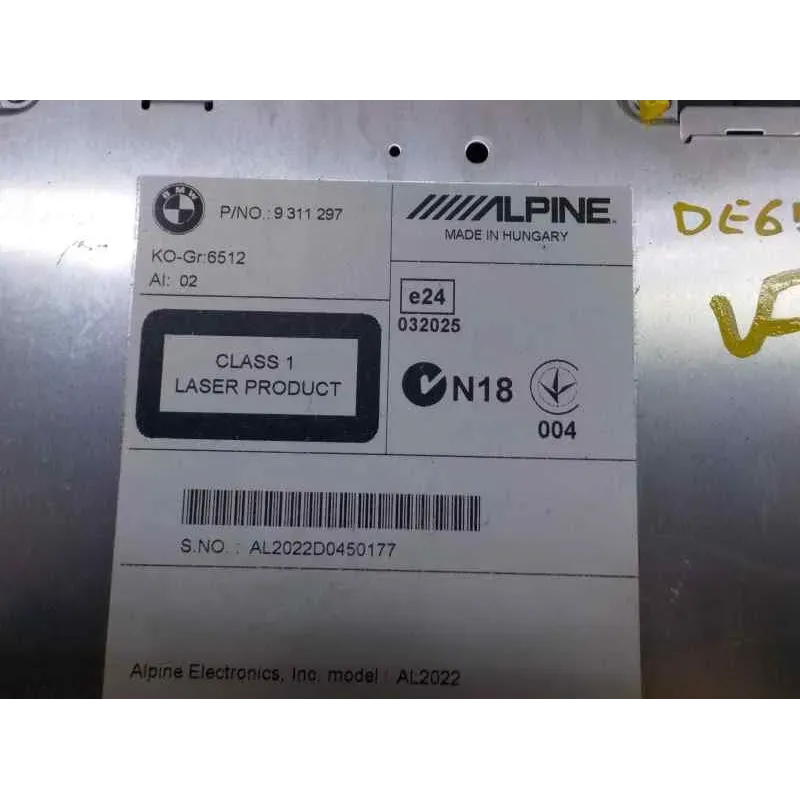 BMW
P/NO.: 9 311 297
KO-Gr:6512
AI: 02
ALPINE
MADE IN HUNGARY
e24
032025
CLASS 1
LASER PRODUCT
N18
004
S.NO. : AL2022D0450177
Alpine Electronics, Inc. model : AL2022